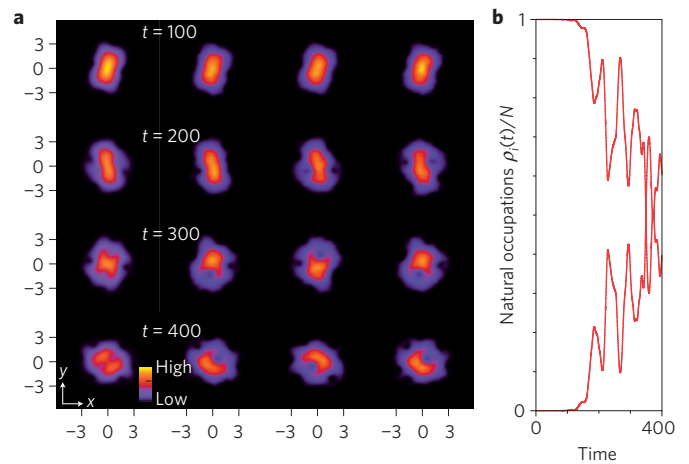 a
b
t = 100
3
0
−3
t = 200
3
0
−3
t = 300
3
0
−3
t = 400
3
0
−3
y
x
High
Low
−3 0 3 −3 0 3 −3 0 3 −3 0 3
Natural occupations ρi(t)/N
1
0
0 400
Time